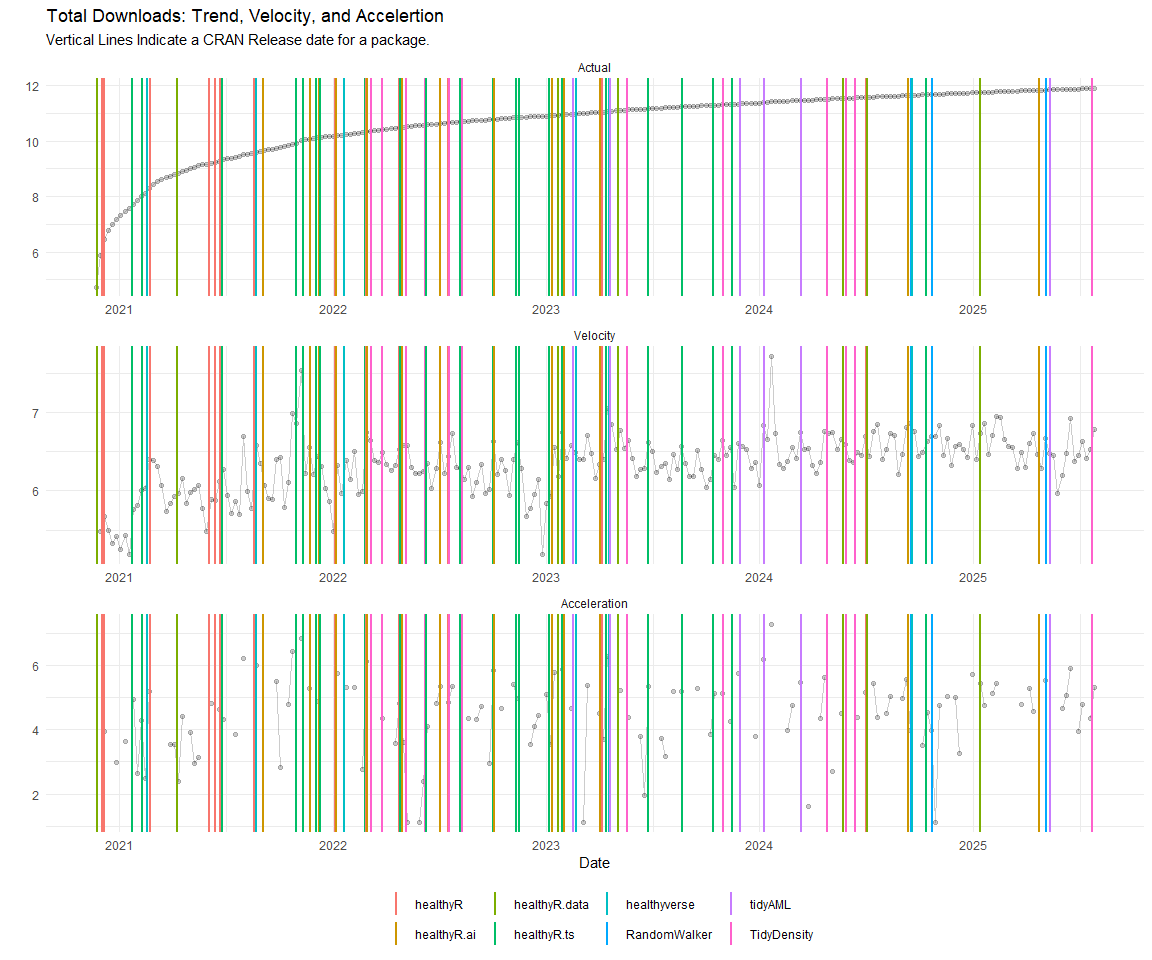 Total Downloads: Trend, Velocity, and Accelertion
Vertical Lines Indicate a CRAN Release date for a package.
Actual
12
10
8
6
2021 2022 2023 2024 2025
Velocity
7
6
2021 2022 2023 2024 2025
Acceleration
6
4
2
2021 2022 2023 2024 2025
Date
healthyR healthyR.data healthyverse tidyAML
healthyR.ai healthyR.ts RandomWalker TidyDensity